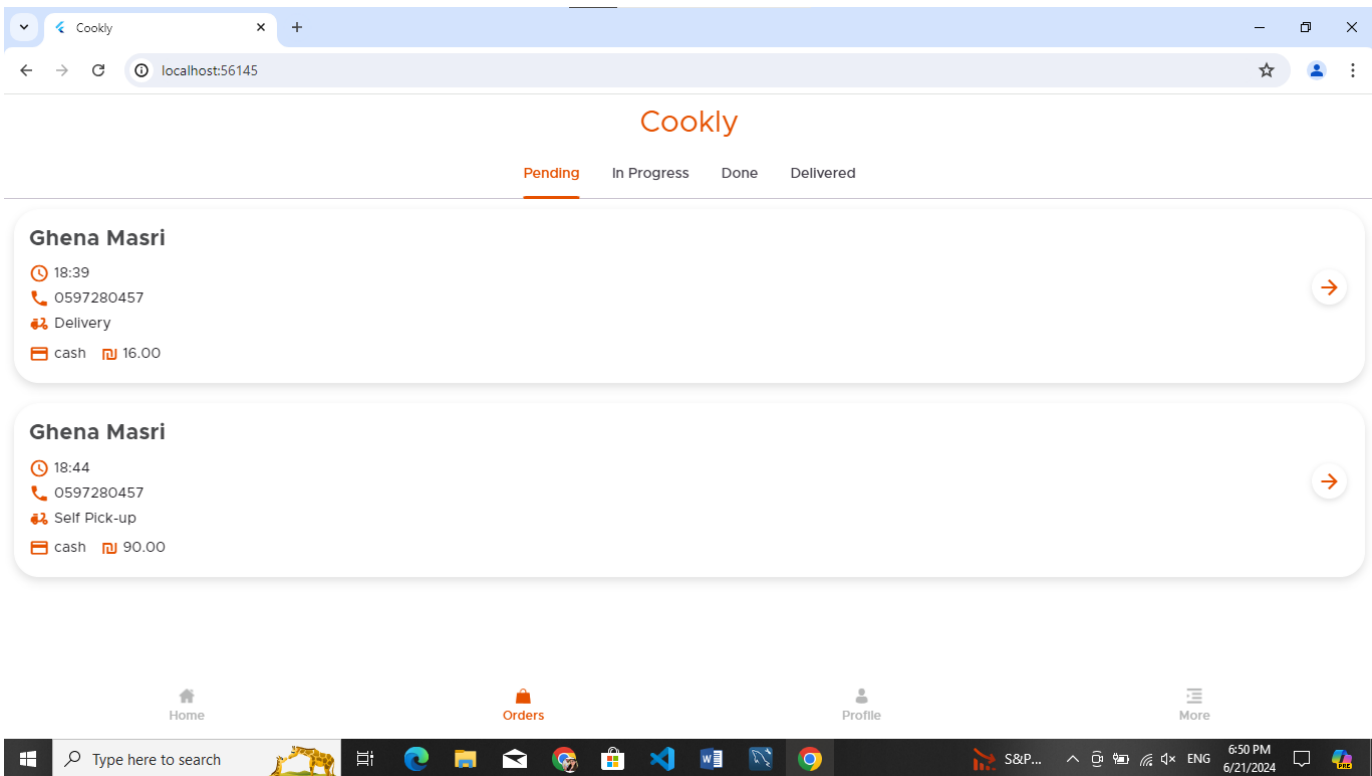 Cookly
localhost:56145
Cookly
Pending In Progress Done Delivered
Ghena Masri
18:39
0597280457
Delivery
cash ₪ 16.00
Ghena Masri
18:44
0597280457
Self Pick-up
cash ₪ 90.00
Home Orders Profile More
Type here to search
S&P...
ENG
6:50 PM
6/21/2024
PRE